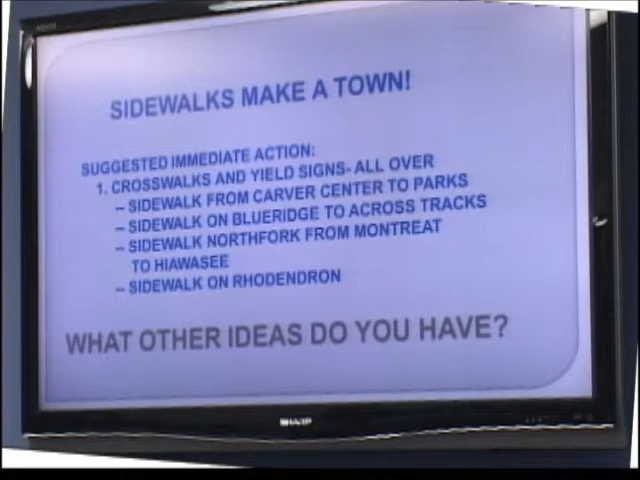 SIDEWALKS MAKE A TOWN!
SUGGESTED IMMEDIATE ACTION:
1. CROSSWALKS AND YIELD SIGNS- ALL OVER
– SIDEWALK FROM CARVER CENTER TO PARKS
– SIDEWALK ON BLUERIDGE TO ACROSS TRACKS
– SIDEWALK NORTHFORK FROM MONTREAT
TO HIAWASEE
– SIDEWALK ON RHODENDRON
WHAT OTHER IDEAS DO YOU HAVE?
SHARP